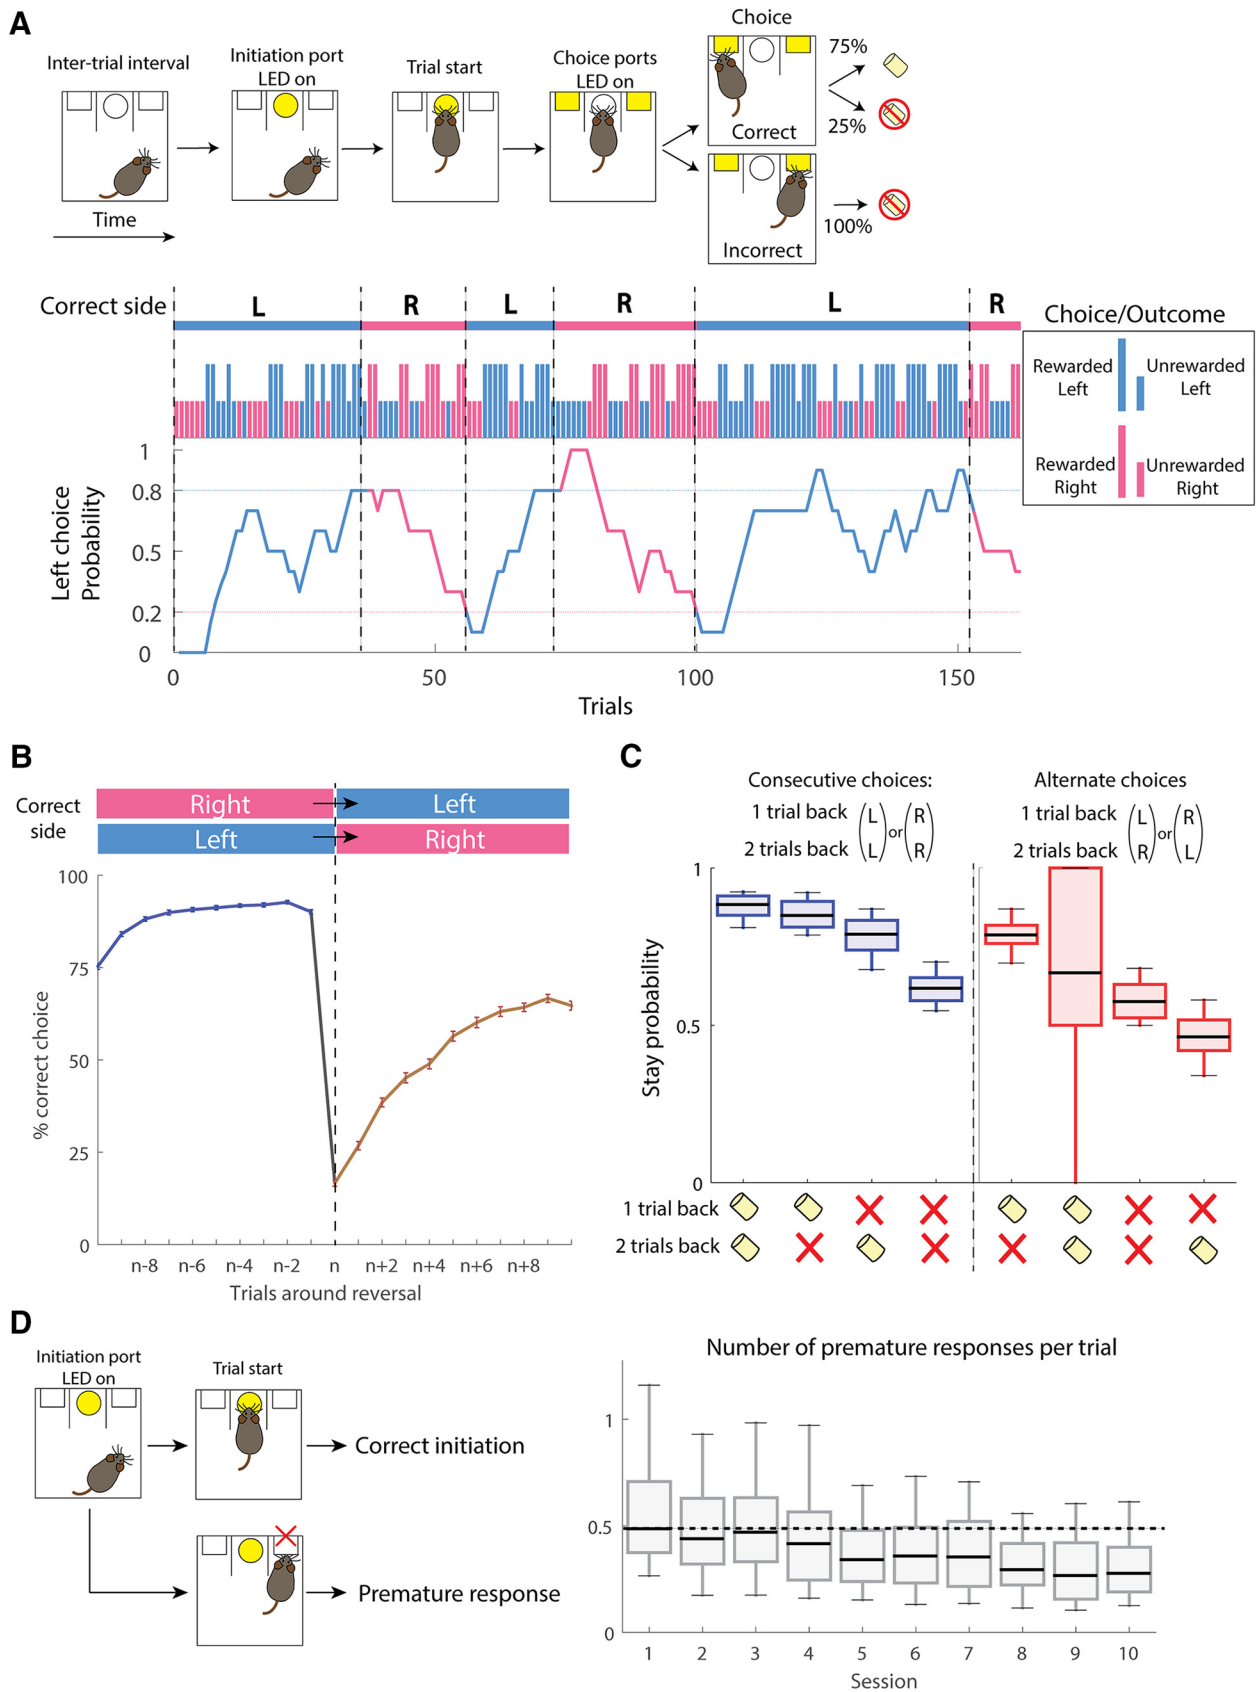 A
Inter-trial interval
Initiation port
LED on
Trial start
Choice ports
LED on
Choice
Correct
75%
25%
Incorrect
100%
Time
Correct side
L
R
L
R
L
R
Choice/Outcome
Rewarded
Left
Unrewarded
Left
Rewarded
Right
Unrewarded
Right
Left choice
Probability
1
0.8
0.5
0.2
0
0
50
100
150
Trials
B
Correct
side
Right
Left
Left
Right
% correct choice
100
75
50
25
0
n-8
n-6
n-4
n-2
n
n+2
n+4
n+6
n+8
Trials around reversal
C
Consecutive choices:
1 trial back
2 trials back
L
L
or
R
R
Alternate choices
1 trial back
2 trials back
L
R
or
R
L
Stay probability
1
0.5
0
1 trial back
2 trials back
D
Initiation port
LED on
Trial start
Correct initiation
Premature response
Number of premature responses per trial
1
0.5
0
1
2
3
4
5
6
7
8
9
10
Session